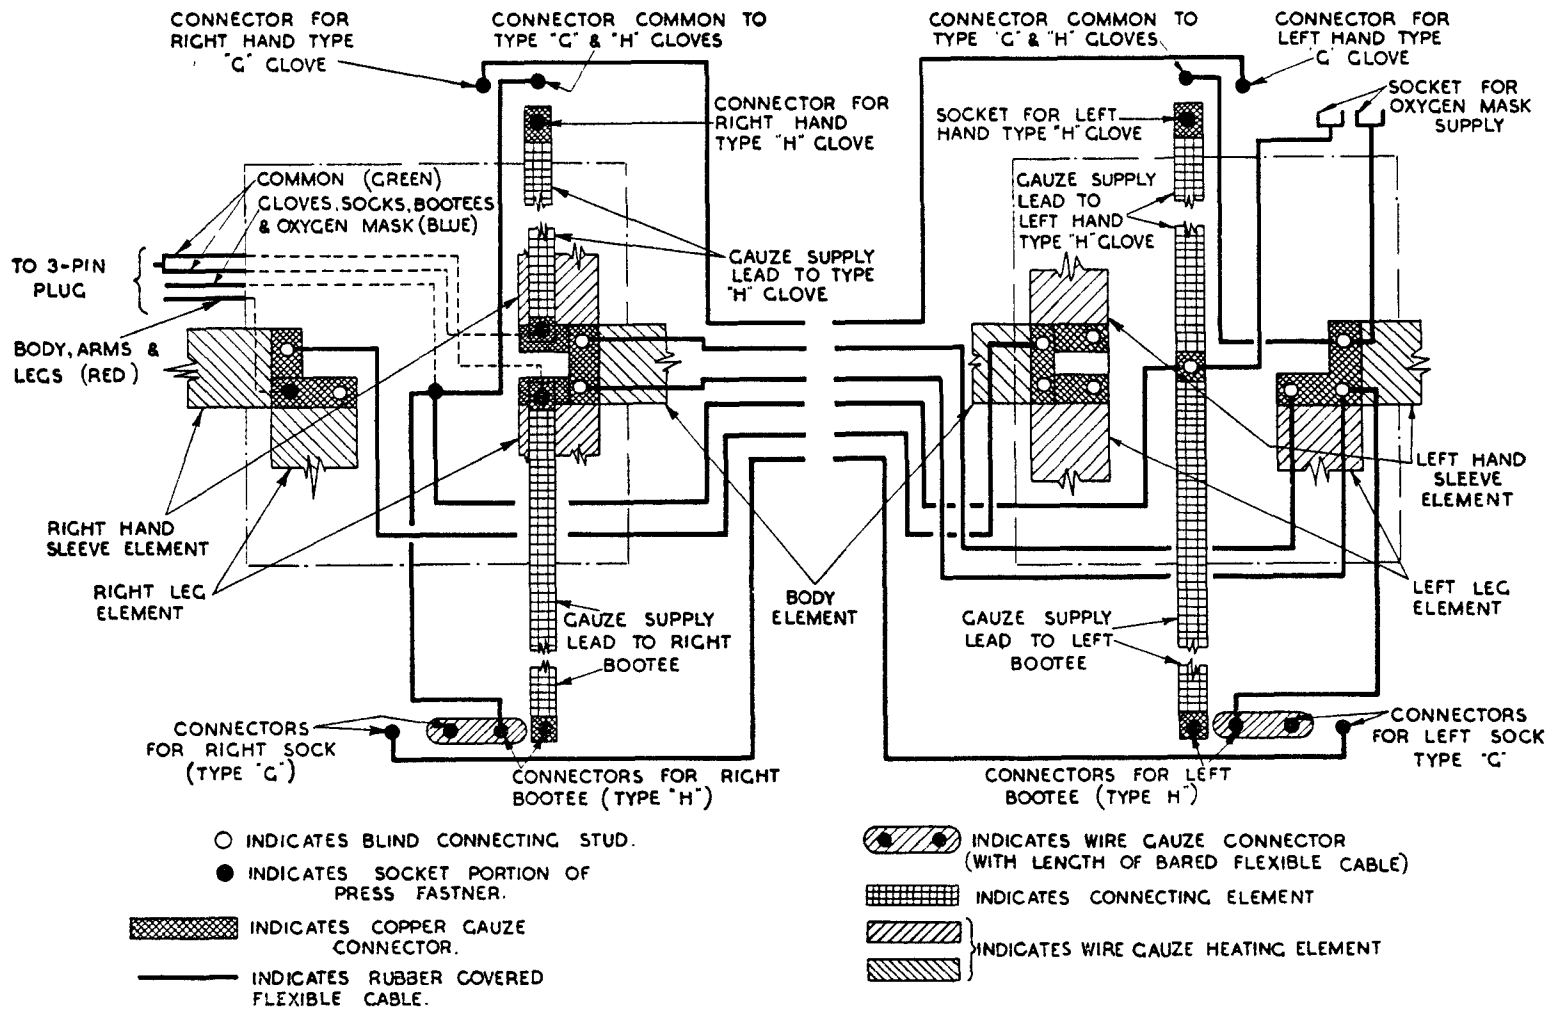 CONNECTOR FOR
RIGHT HAND TYPE
"G" GLOVE
CONNECTOR COMMON TO
TYPE "G" & "H" GLOVES
CONNECTOR COMMON TO
TYPE 'G' & "H" GLOVES
CONNECTOR FOR
LEFT HAND TYPE
'G' GLOVE
SOCKET FOR
OXYGEN MASK
SUPPLY
CONNECTOR FOR
RIGHT HAND
TYPE "H" GLOVE
SOCKET FOR LEFT
HAND TYPE "H" GLOVE
COMMON (GREEN)
GLOVES, SOCKS, BOOTEES
& OXYGEN MASK (BLUE)
GAUZE SUPPLY
LEAD TO
LEFT HAND
TYPE "H" GLOVE
TO 3-PIN
PLUG
GAUZE SUPPLY
LEAD TO TYPE
"H" GLOVE
BODY, ARMS &
LEGS (RED)
LEFT HAND
SLEEVE
ELEMENT
RIGHT HAND
SLEEVE ELEMENT
RIGHT LEG
ELEMENT
BODY
ELEMENT
LEFT LEG
ELEMENT
GAUZE SUPPLY
LEAD TO RIGHT
BOOTEE
GAUZE SUPPLY
LEAD TO LEFT
BOOTEE
CONNECTORS
FOR RIGHT SOCK
(TYPE "G")
CONNECTORS FOR RIGHT
BOOTEE (TYPE "H")
CONNECTORS FOR LEFT
BOOTEE (TYPE H")
CONNECTORS
FOR LEFT SOCK
TYPE "G"
INDICATES BLIND CONNECTING STUD.
INDICATES SOCKET PORTION OF
PRESS FASTNER.
INDICATES COPPER GAUZE
CONNECTOR.
INDICATES RUBBER COVERED
FLEXIBLE CABLE.
INDICATES WIRE GAUZE CONNECTOR
(WITH LENGTH OF BARED FLEXIBLE CABLE)
INDICATES CONNECTING ELEMENT
INDICATES WIRE GAUZE HEATING ELEMENT